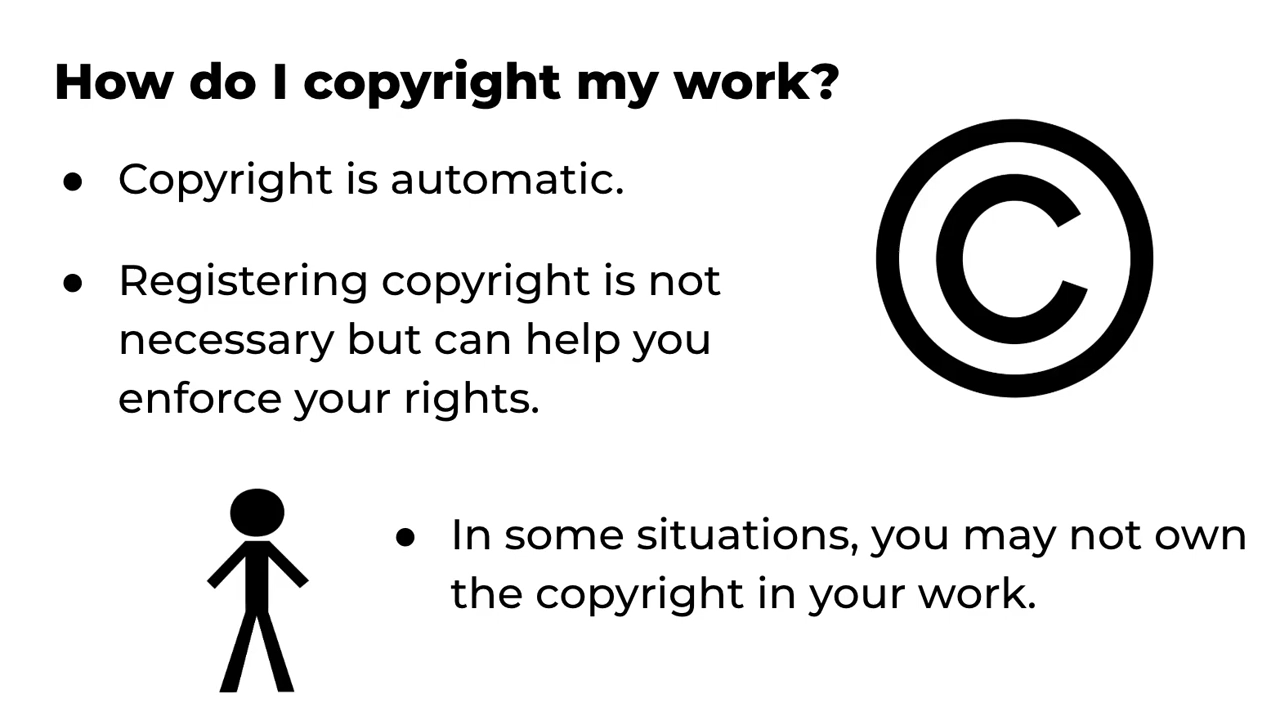 How do I copyright my work?
● Copyright is automatic.
● Registering copyright is not
necessary but can help you
enforce your rights.
©
● In some situations, you may not own
the copyright in your work.